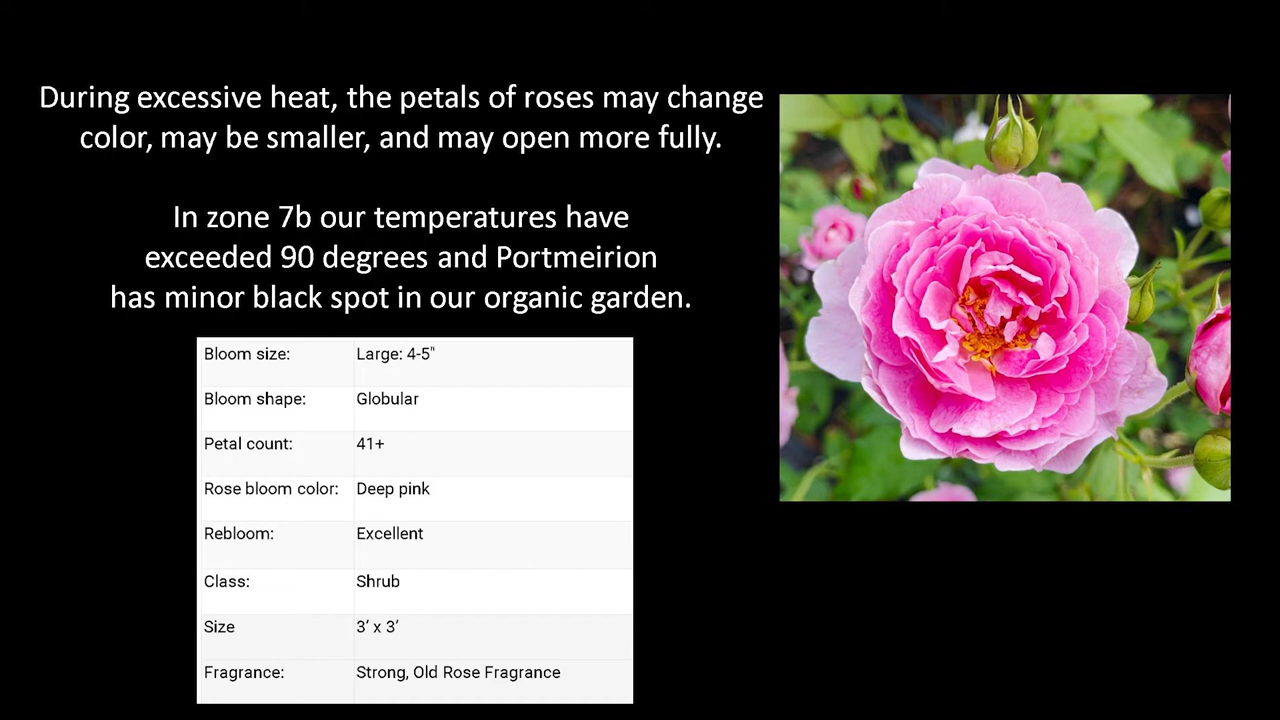 During excessive heat, the petals of roses may change
color, may be smaller, and may open more fully.
In zone 7b our temperatures have
exceeded 90 degrees and Portmeirion
has minor black spot in our organic garden.
Bloom size: Large: 4-5"
Bloom shape: Globular
Petal count: 41+
Rose bloom color: Deep pink
Rebloom: Excellent
Class: Shrub
Size 3’ x 3’
Fragrance: Strong, Old Rose Fragrance